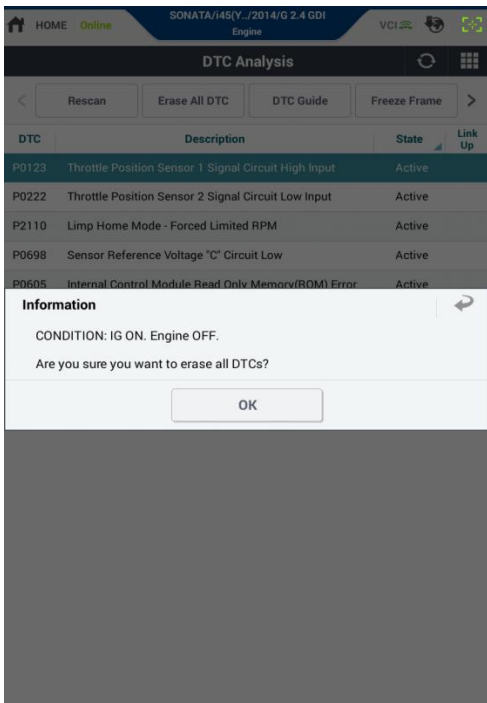 HOME Online
SONATA/i45(Y../2014/G 2.4 GDI
Engine
VCI
DTC Analysis
< Rescan Erase All DTC DTC Guide Freeze Frame >
DTC Description State Link Up
P0123 Throttle Position Sensor 1 Signal Circuit High Input Active
P0222 Throttle Position Sensor 2 Signal Circuit Low Input Active
P2110 Limp Home Mode - Forced Limited RPM Active
P0698 Sensor Reference Voltage "C" Circuit Low Active
P0605 Internal Control Module Read Only Memory(ROM) Error Active
Information
CONDITION: IG ON. Engine OFF.
Are you sure you want to erase all DTCs?
OK